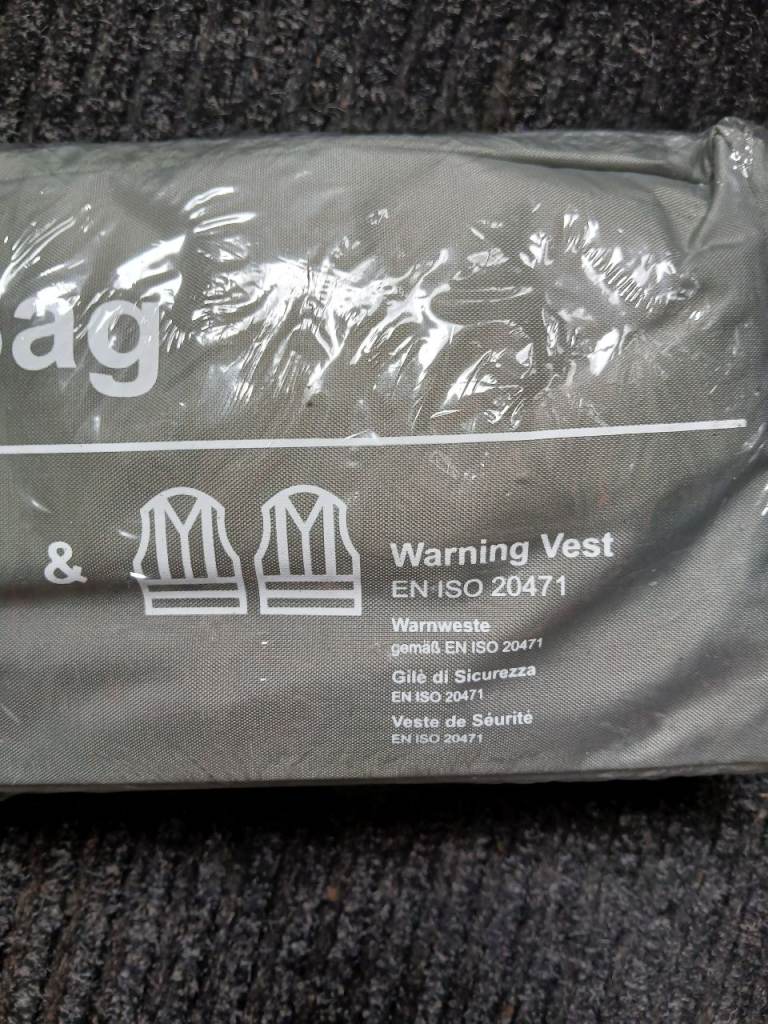 ag
&
Warning Vest
EN ISO 20471
Warnweste
gemäß EN ISO 20471
Gilè di Sicurezza
EN ISO 20471
Veste de Séurité
EN ISO 20471